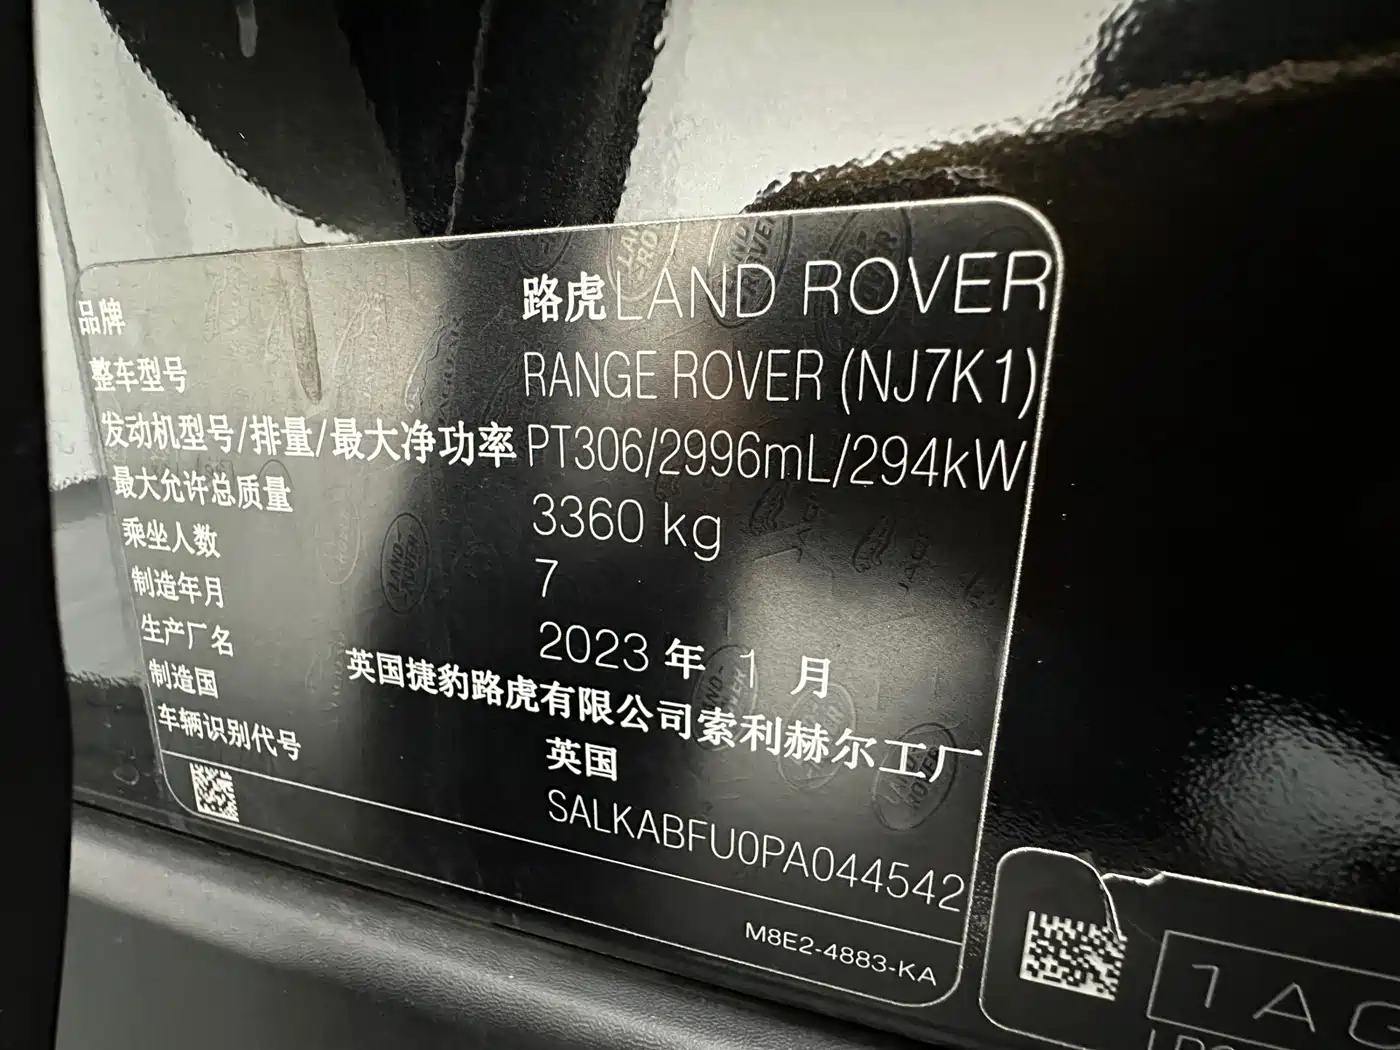 品牌 路虎LAND ROVER
整车型号 RANGE ROVER (NJ7K1)
发动机型号/排量/最大净功率 PT306/2996mL/294kW
最大允许总质量 3360 kg
乘坐人数 7
制造年月 2023 年 1 月
生产厂名 英国捷豹路虎有限公司索利赫尔工厂
制造国 英国
车辆识别代号 SALKABFU0PA044542
M8E2-4883-KA